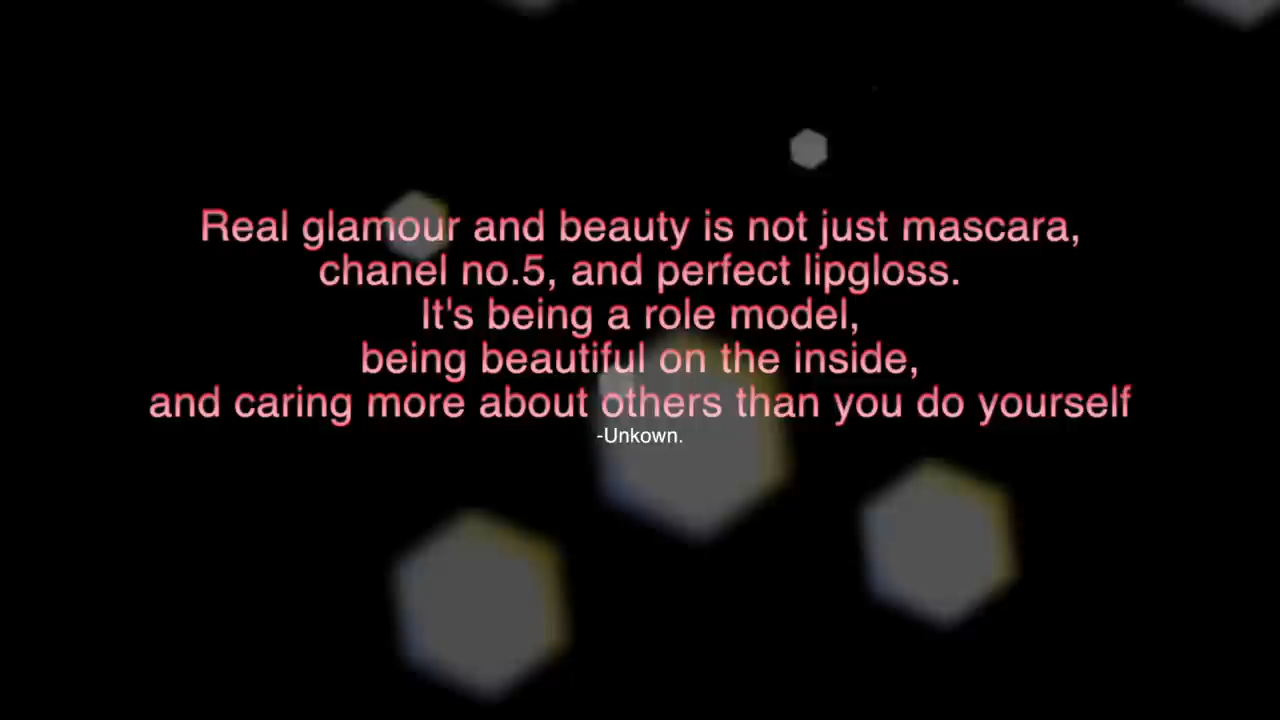 Real glamour and beauty is not just mascara,
chanel no.5, and perfect lipgloss.
It's being a role model,
being beautiful on the inside,
and caring more about others than you do yourself
-Unkown.